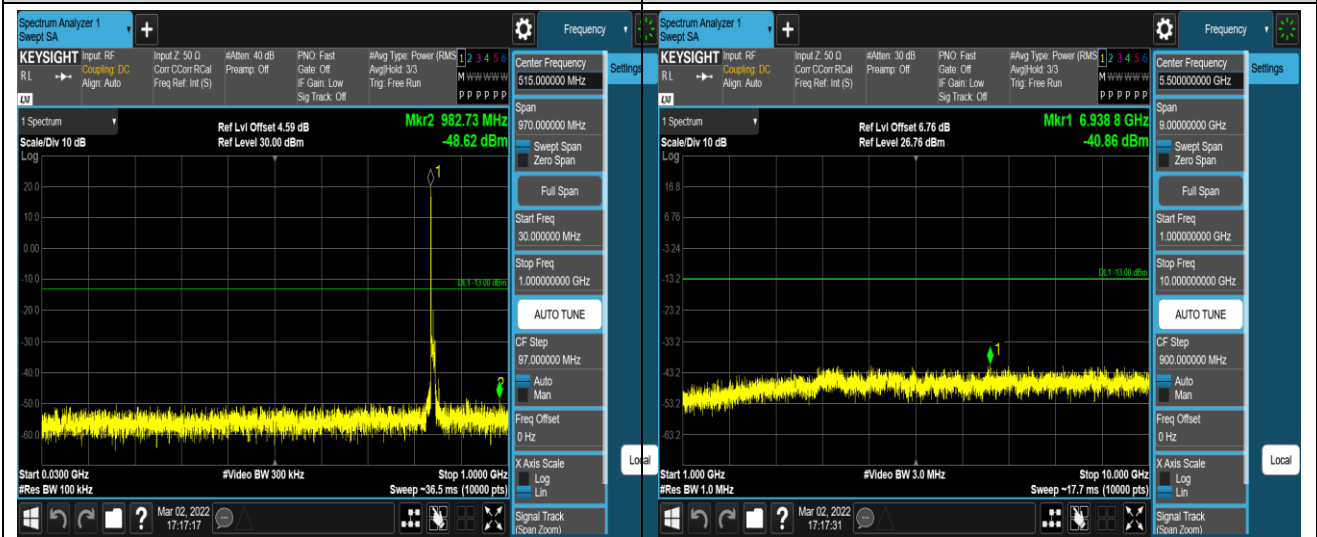 Spectrum Analyzer 1
Swept SA
+
Frequency
KEYSIGHT
RL
LXI
Input: RF
Coupling: DC
Align: Auto
Input Z: 50 Ω
Corr CCorr RCal
Freq Ref: Int (S)
#Atten: 40 dB
Preamp: Off
PNO: Fast
Gate: Off
IF Gain: Low
Sig Track: Off
#Avg Type: Power (RMS
Avg|Hold: 3/3
Trig: Free Run
1 2 3 4 5 6
M W W W W W
P P P P P P
1 Spectrum
Scale/Div 10 dB
Log
Ref Lvl Offset 4.59 dB
Ref Level 30.00 dBm
Mkr2 982.73 MHz
-48.62 dBm
1
20.0
10.0
0.00
-10.0
DL1 -13.00 dBm
-20.0
-30.0
-40.0
2
-50.0
-60.0
Start 0.0300 GHz
#Res BW 100 kHz
#Video BW 300 kHz
Stop 1.0000 GHz
Sweep ~36.5 ms (10000 pts)
Mar 02, 2022
17:17:17
?
Center Frequency
515.000000 MHz
Settings
Span
970.000000 MHz
Swept Span
Zero Span
Full Span
Start Freq
30.000000 MHz
Stop Freq
1.000000000 GHz
AUTO TUNE
CF Step
97.000000 MHz
Auto
Man
Freq Offset
0 Hz
X Axis Scale
Log
Lin
Signal Track
(Span Zoom)
Local
Spectrum Analyzer 1
Swept SA
+
Frequency
KEYSIGHT
RL
LXI
Input: RF
Coupling: DC
Align: Auto
Input Z: 50 Ω
Corr CCorr RCal
Freq Ref: Int (S)
#Atten: 30 dB
Preamp: Off
PNO: Fast
Gate: Off
IF Gain: Low
Sig Track: Off
#Avg Type: Power (RMS
Avg|Hold: 3/3
Trig: Free Run
1 2 3 4 5 6
M W W W W W
P P P P P P
1 Spectrum
Scale/Div 10 dB
Log
Ref Lvl Offset 6.76 dB
Ref Level 26.76 dBm
Mkr1 6.938 8 GHz
-40.86 dBm
16.8
6.76
-3.24
DL1 -13.00 dBm
-13.2
-23.2
-33.2
1
-43.2
-53.2
-63.2
Start 1.000 GHz
#Res BW 1.0 MHz
#Video BW 3.0 MHz
Stop 10.000 GHz
Sweep ~17.7 ms (10000 pts)
Mar 02, 2022
17:17:31
?
Center Frequency
5.500000000 GHz
Settings
Span
9.00000000 GHz
Swept Span
Zero Span
Full Span
Start Freq
1.000000000 GHz
Stop Freq
10.000000000 GHz
AUTO TUNE
CF Step
900.000000 MHz
Auto
Man
Freq Offset
0 Hz
X Axis Scale
Log
Lin
Signal Track
(Span Zoom)
Local